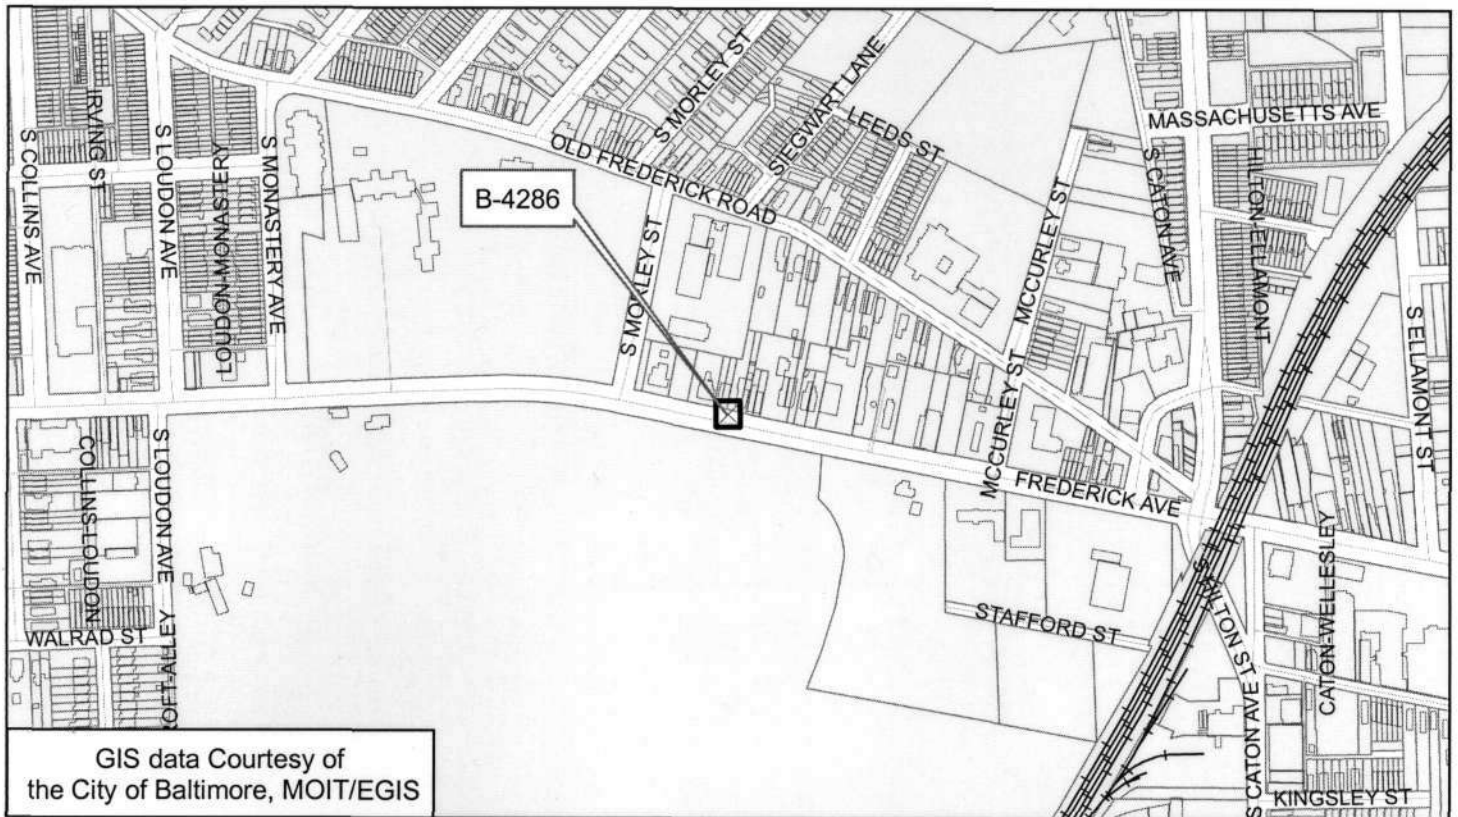 S MORLEY ST
SEGWART LANE
LEEDS ST
MASSACHUSETTS AVE
IRVING ST
S COLLINS AVE
S LOUDON AVE
LOUDON-MONASTERY
S MONASTERY AVE
OLD FREDERICK ROAD
B-4286
S MORLEY ST
MCCURLEY ST
S CATON AVE
HILTON-ELLAMONT
S ELLAMONT ST
MCCURLEY ST
FREDERICK AVE
COLLINS-LOUDON
S LOUDON AVE
WALRAD ST
STAFFORD ST
CATON-WELLESLEY
S CATON AVE
KINGSLEY ST
GIS data Courtesy of
the City of Baltimore, MOIT/EGIS